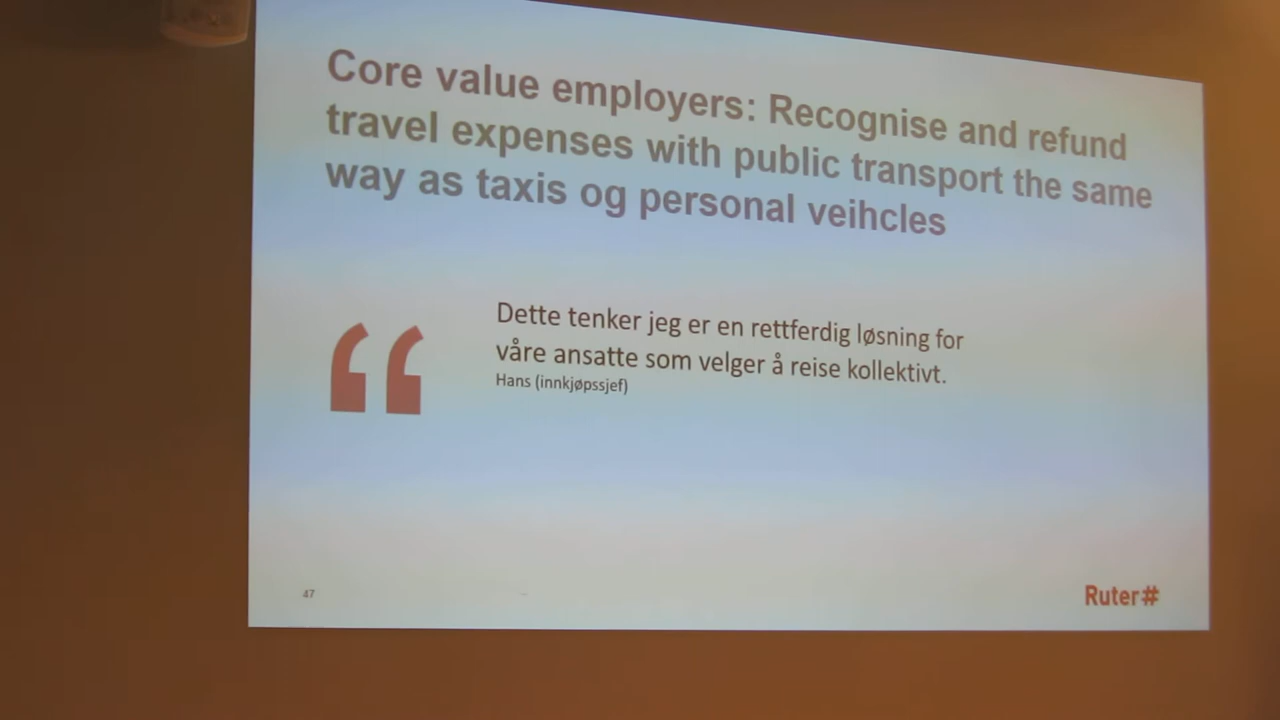 Core value employers: Recognise and refund
travel expenses with public transport the same
way as taxis og personal veihcles
“
Dette tenker jeg er en rettferdig løsning for
våre ansatte som velger å reise kollektivt.
Hans (innkjøpssjef)
47
Ruter#